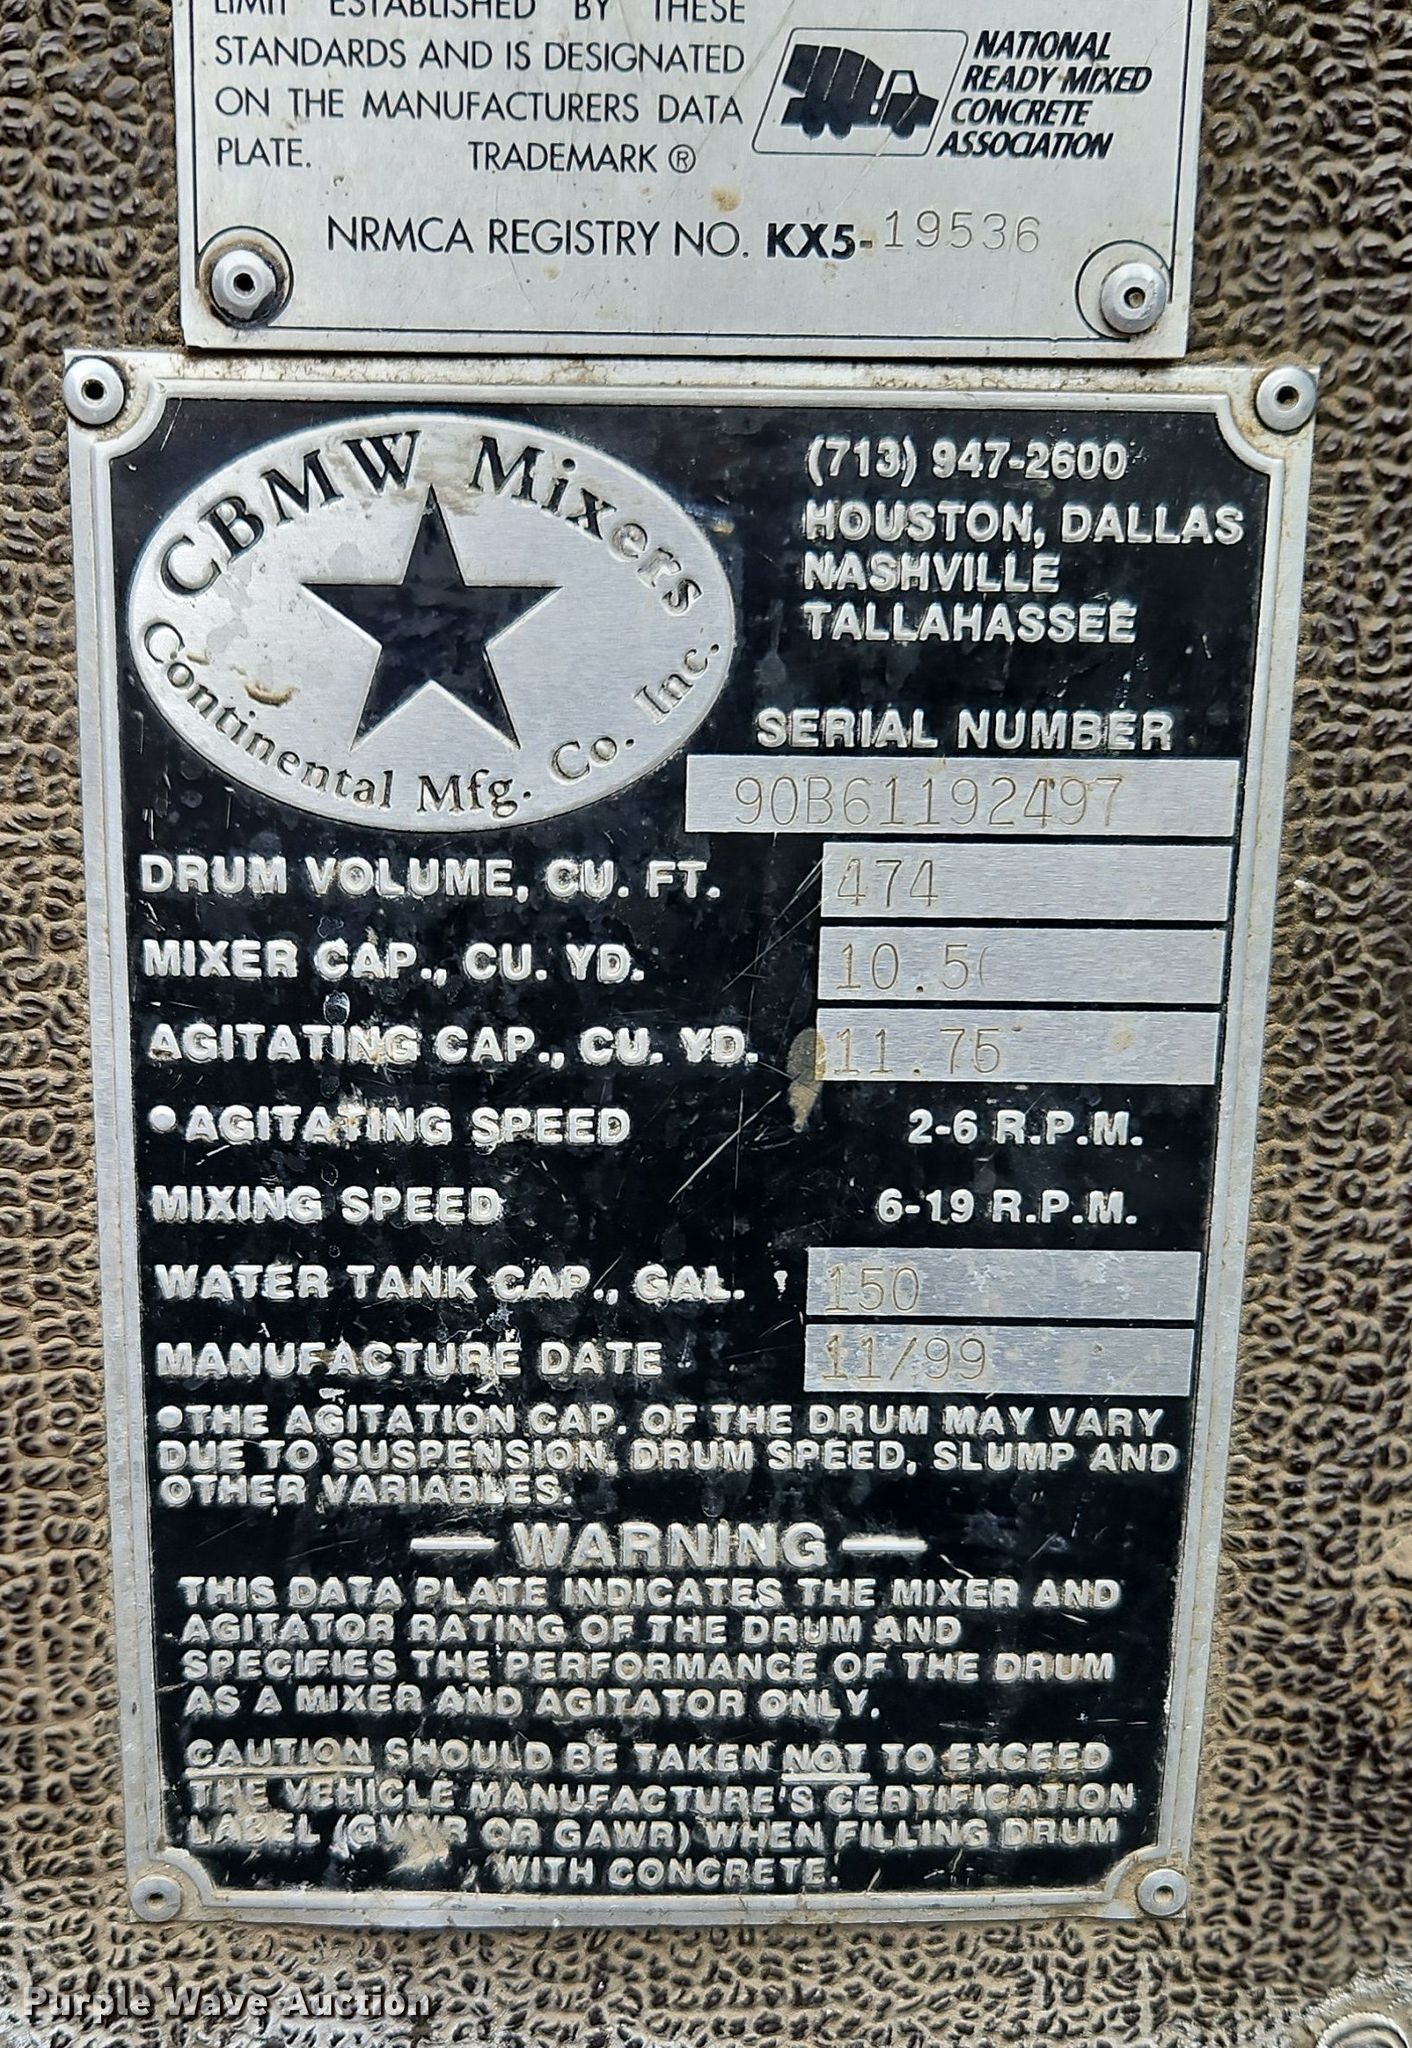 LIMIT ESTABLISHED BY THESE
STANDARDS AND IS DESIGNATED
ON THE MANUFACTURERS DATA
PLATE. TRADEMARK ®
NATIONAL
READY MIXED
CONCRETE
ASSOCIATION
NRMCA REGISTRY NO. KX5-19536
CBMW Mixers
Continental Mfg. Co. Inc.
(713) 947-2600
HOUSTON, DALLAS
NASHVILLE
TALLAHASSEE
SERIAL NUMBER
90B61192497
DRUM VOLUME, CU. FT. 474
MIXER CAP., CU. YD. 10.50
AGITATING CAP., CU. YD. 11.75
•AGITATING SPEED 2-6 R.P.M.
MIXING SPEED 6-19 R.P.M.
WATER TANK CAP., GAL. 150
MANUFACTURE DATE 11/99
•THE AGITATION CAP. OF THE DRUM MAY VARY
DUE TO SUSPENSION, DRUM SPEED, SLUMP AND
OTHER VARIABLES.
— WARNING —
THIS DATA PLATE INDICATES THE MIXER AND
AGITATOR RATING OF THE DRUM AND
SPECIFIES THE PERFORMANCE OF THE DRUM
AS A MIXER AND AGITATOR ONLY.
CAUTION SHOULD BE TAKEN NOT TO EXCEED
THE VEHICLE MANUFACTURE'S CERTIFICATION
LABEL (GVWR OR GAWR) WHEN FILLING DRUM
WITH CONCRETE.
Purple Wave Auction